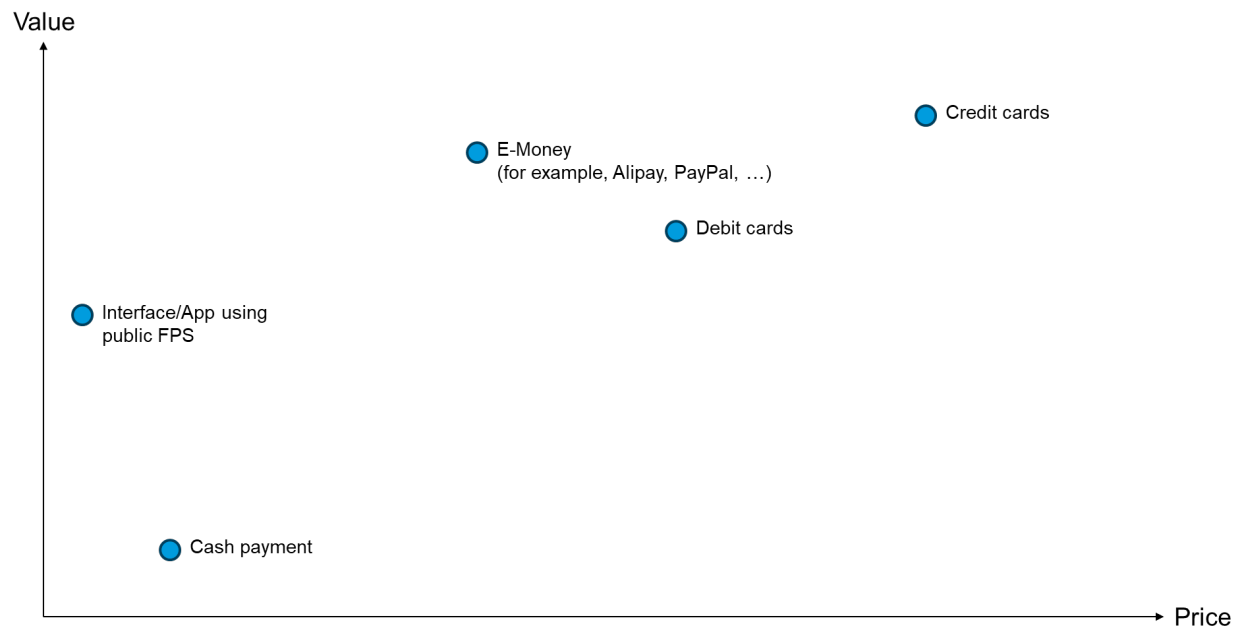 Value
Credit cards
E-Money
(for example, Alipay, PayPal, …)
Debit cards
Interface/App using
public FPS
Cash payment
Price